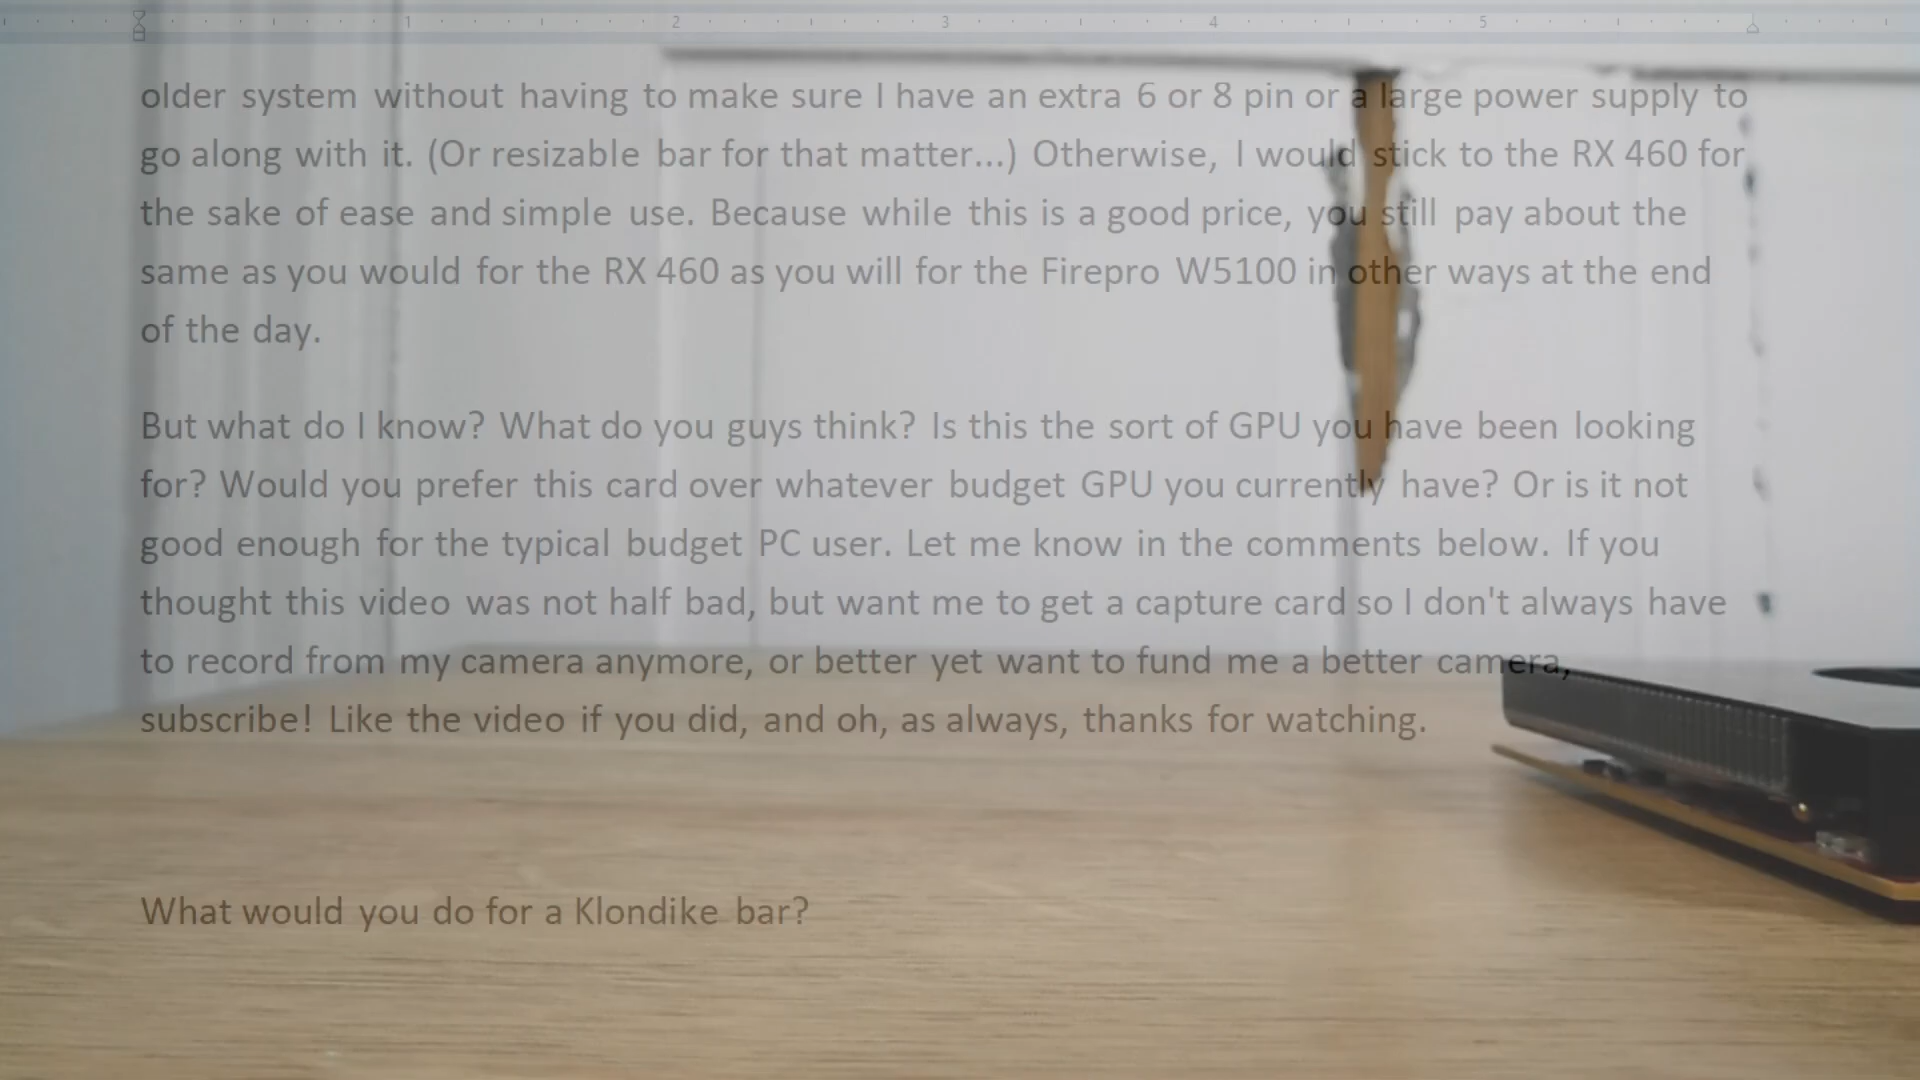 1 2 3 4 5
older system without having to make sure I have an extra 6 or 8 pin or a large power supply to
go along with it. (Or resizable bar for that matter...) Otherwise, I would stick to the RX 460 for
the sake of ease and simple use. Because while this is a good price, you still pay about the
same as you would for the RX 460 as you will for the Firepro W5100 in other ways at the end
of the day.
But what do I know? What do you guys think? Is this the sort of GPU you have been looking
for? Would you prefer this card over whatever budget GPU you currently have? Or is it not
good enough for the typical budget PC user. Let me know in the comments below. If you
thought this video was not half bad, but want me to get a capture card so I don't always have
to record from my camera anymore, or better yet want to fund me a better camera,
subscribe! Like the video if you did, and oh, as always, thanks for watching.
What would you do for a Klondike bar?